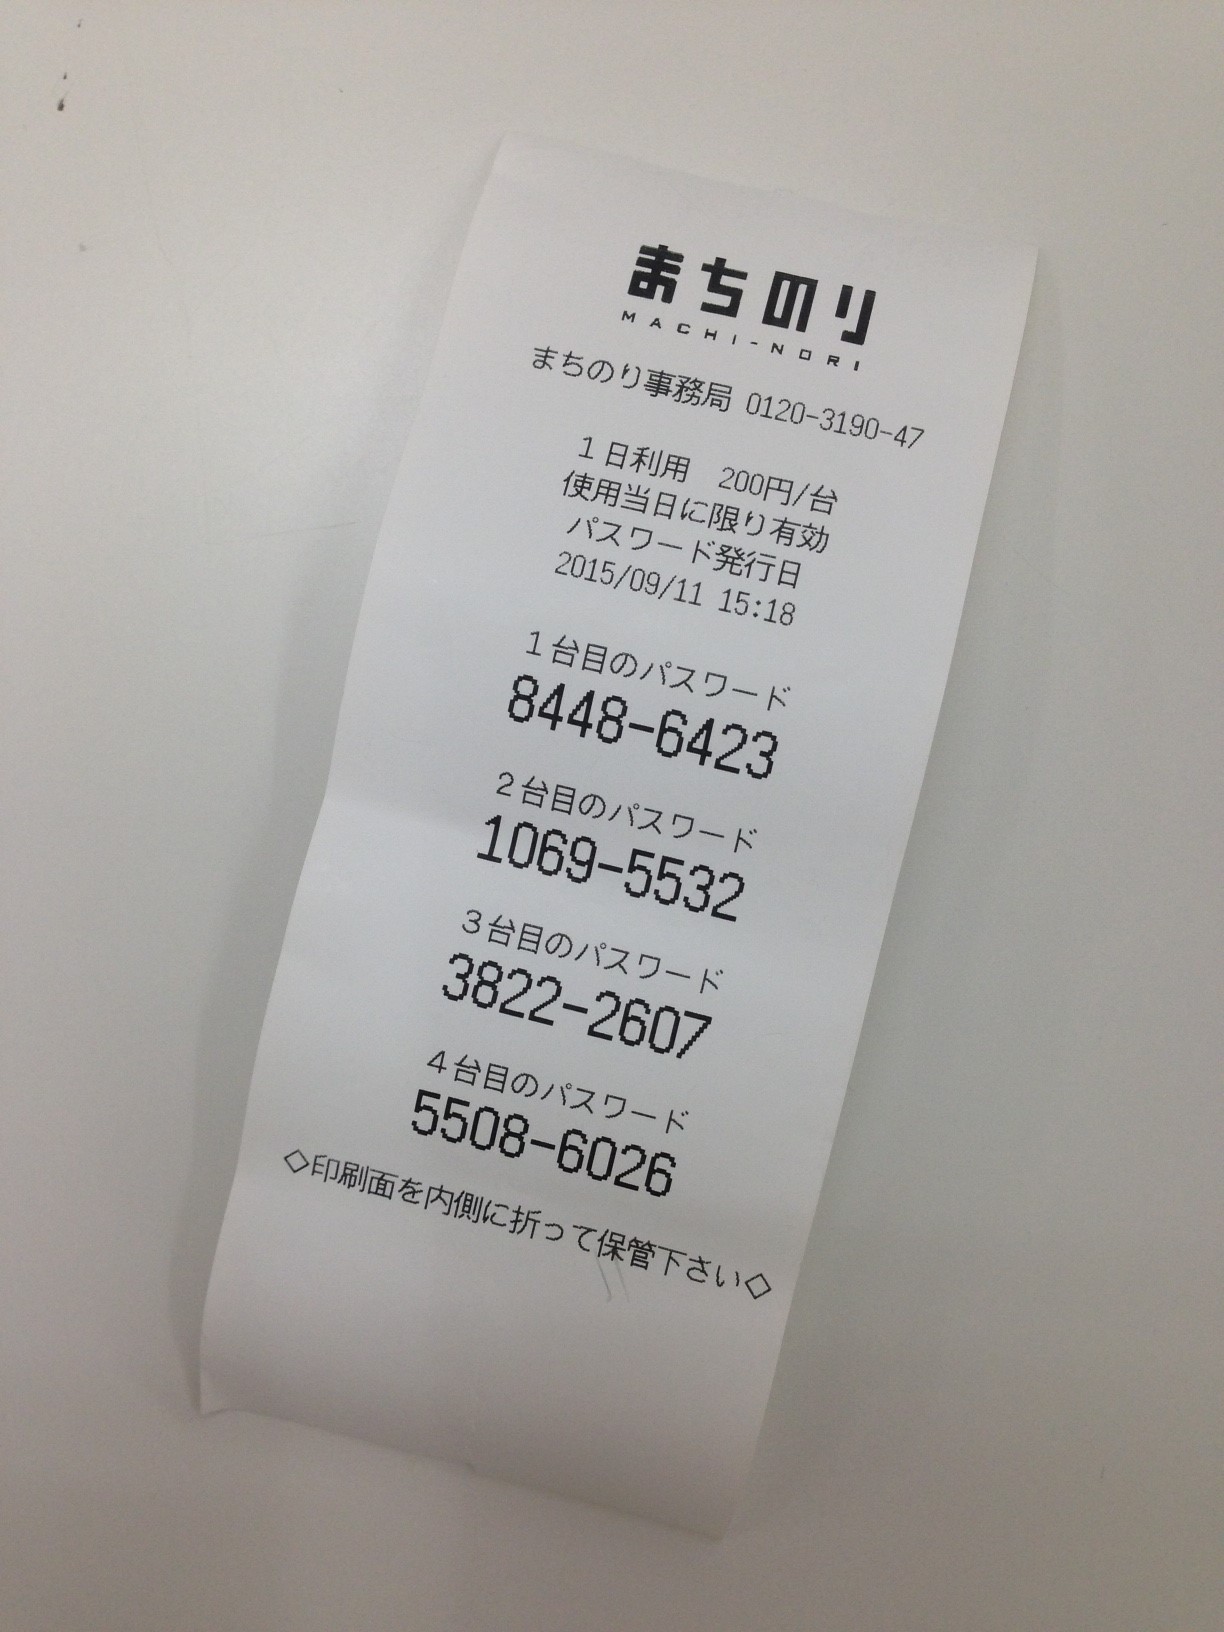 まちのり
MACHI-NORI
まちのり事務局 0120-3190-47
１日利用　200円/台
使用当日に限り有効
パスワード発行日
2015/09/11 15:18
１台目のパスワード
8448-6423
２台目のパスワード
1069-5532
３台目のパスワード
3822-2607
４台目のパスワード
5508-6026
◇印刷面を内側に折って保管下さい◇